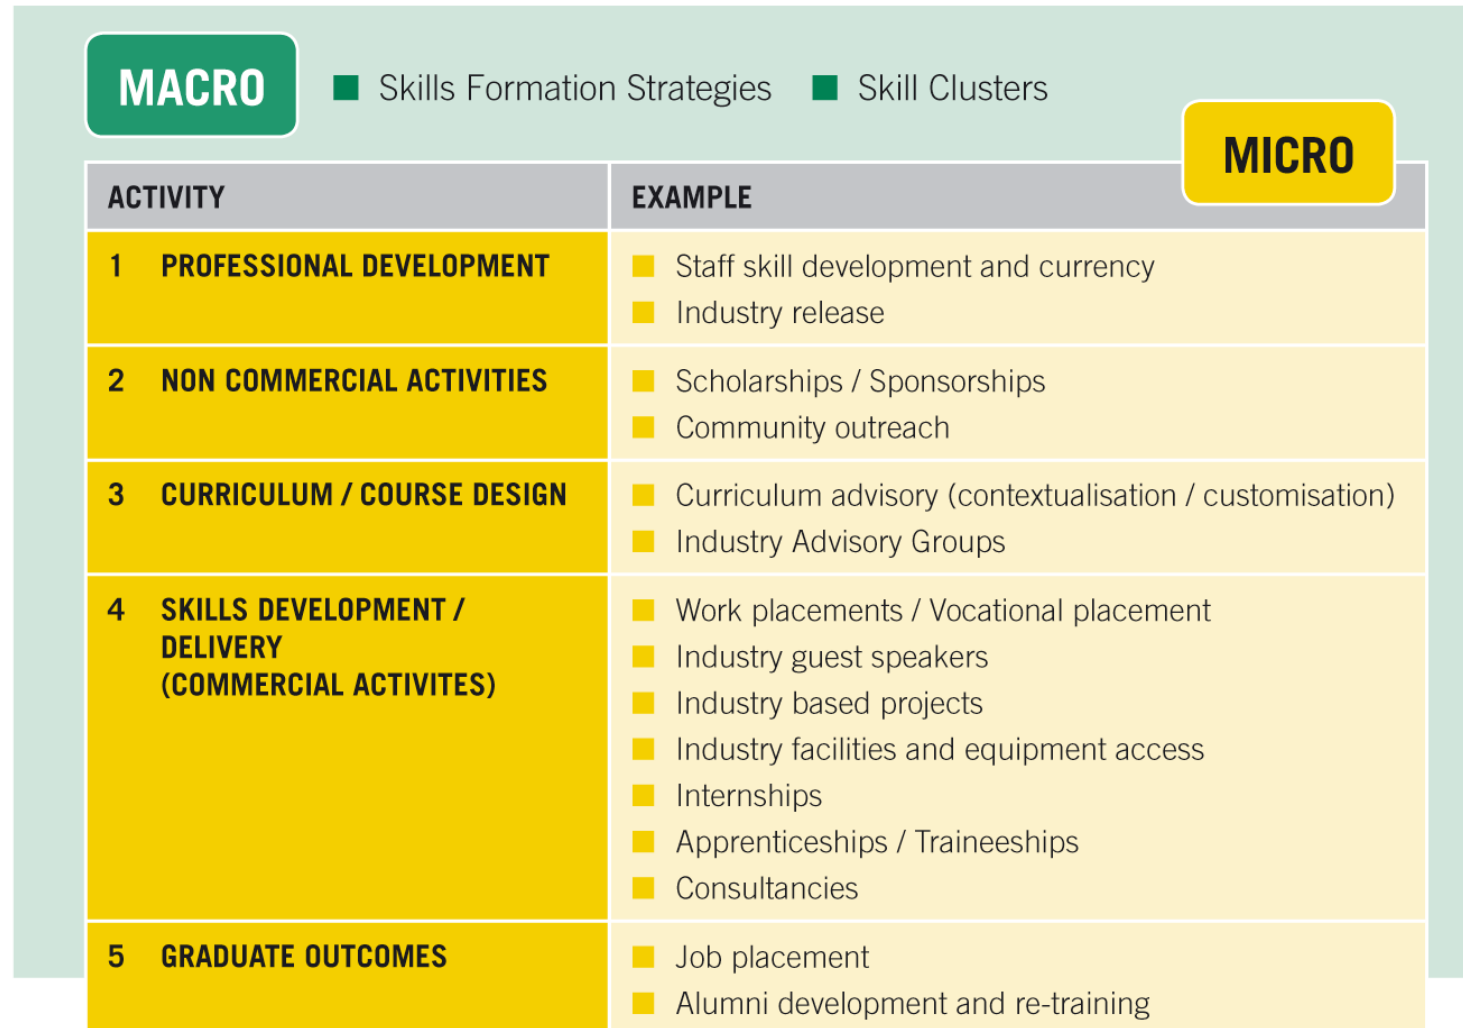 MACRO
Skills Formation Strategies Skill Clusters
MICRO
ACTIVITY EXAMPLE
1 PROFESSIONAL DEVELOPMENT
Staff skill development and currency
Industry release
2 NON COMMERCIAL ACTIVITIES
Scholarships / Sponsorships
Community outreach
3 CURRICULUM / COURSE DESIGN
Curriculum advisory (contextualisation / customisation)
Industry Advisory Groups
4 SKILLS DEVELOPMENT /
DELIVERY
(COMMERCIAL ACTIVITES)
Work placements / Vocational placement
Industry guest speakers
Industry based projects
Industry facilities and equipment access
Internships
Apprenticeships / Traineeships
Consultancies
5 GRADUATE OUTCOMES
Job placement
Alumni development and re-training